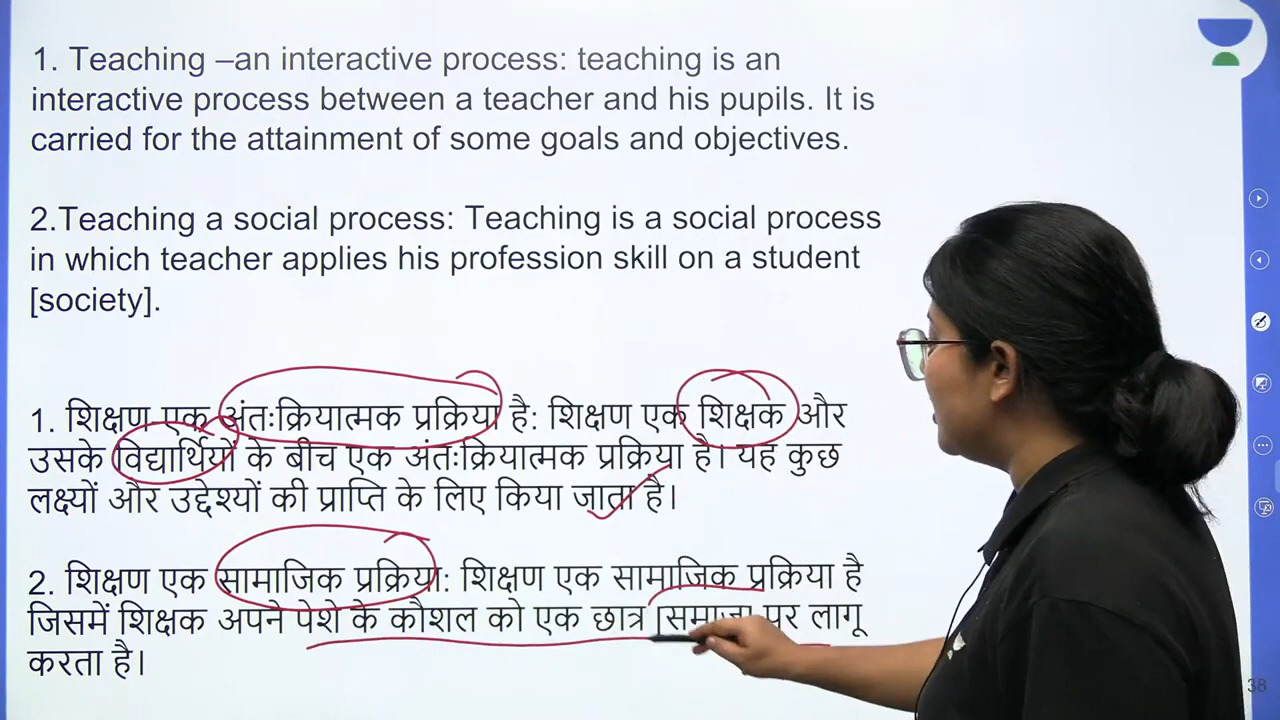 1. Teaching –an interactive process: teaching is an
interactive process between a teacher and his pupils. It is
carried for the attainment of some goals and objectives.
2.Teaching a social process: Teaching is a social process
in which teacher applies his profession skill on a student
[society].
1. शिक्षण एक अंतःक्रियात्मक प्रक्रिया है: शिक्षण एक शिक्षक और
उसके विद्यार्थियों के बीच एक अंतःक्रियात्मक प्रक्रिया है। यह कुछ
लक्ष्यों और उद्देश्यों की प्राप्ति के लिए किया जाता है।
2. शिक्षण एक सामाजिक प्रक्रिया: शिक्षण एक सामाजिक प्रक्रिया है
जिसमें शिक्षक अपने पेशे के कौशल को एक छात्र [समाज] पर लागू
करता है।
38